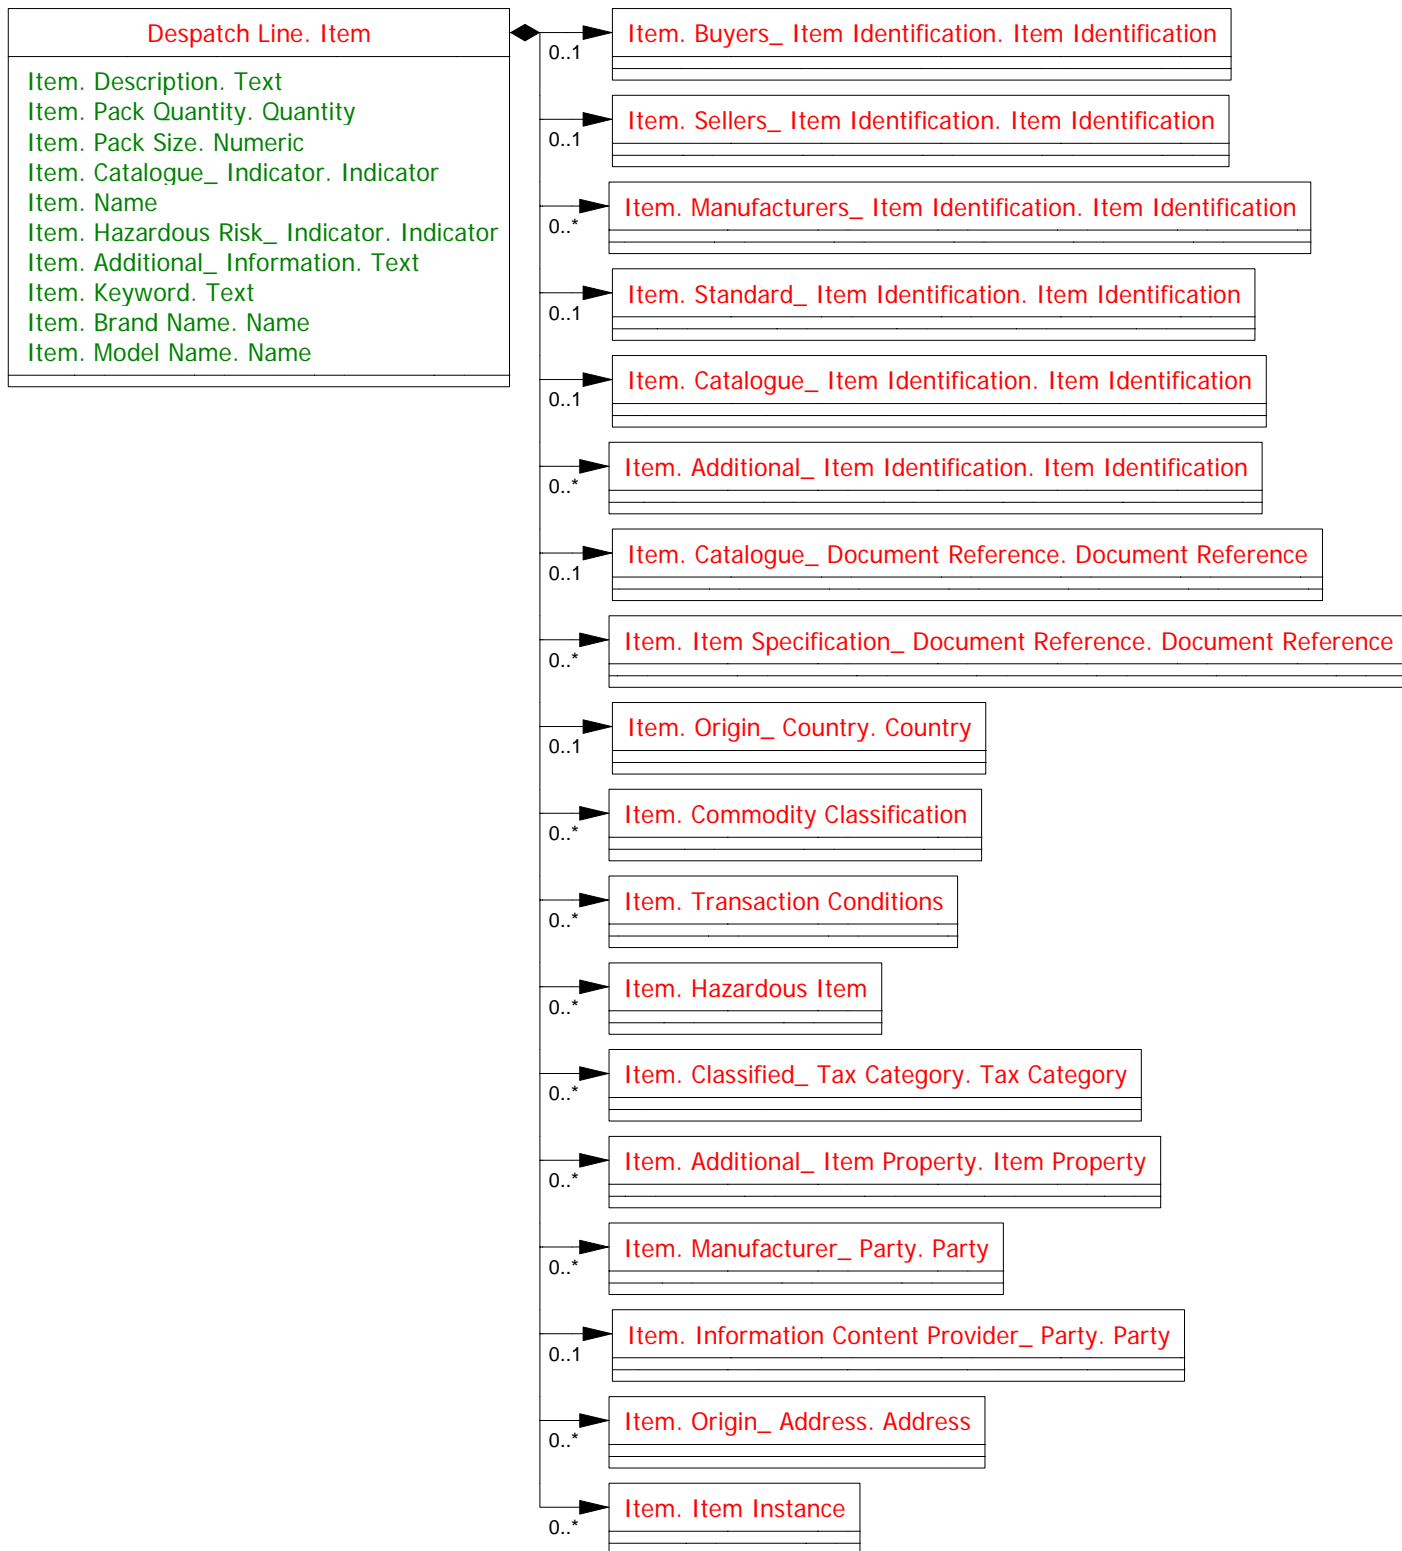 Despatch Line. Item
Item. Description. Text
Item. Pack Quantity. Quantity
Item. Pack Size. Numeric
Item. Catalogue_ Indicator. Indicator
Item. Name
Item. Hazardous Risk_ Indicator. Indicator
Item. Additional_ Information. Text
Item. Keyword. Text
Item. Brand Name. Name
Item. Model Name. Name
Item. Buyers_ Item Identification. Item Identification
0..1
Item. Sellers_ Item Identification. Item Identification
0..1
Item. Manufacturers_ Item Identification. Item Identification
0..*
Item. Standard_ Item Identification. Item Identification
0..1
Item. Catalogue_ Item Identification. Item Identification
0..1
Item. Additional_ Item Identification. Item Identification
0..*
Item. Catalogue_ Document Reference. Document Reference
0..1
Item. Item Specification_ Document Reference. Document Reference
0..*
Item. Origin_ Country. Country
0..1
Item. Commodity Classification
0..*
Item. Transaction Conditions
0..*
Item. Hazardous Item
0..*
Item. Classified_ Tax Category. Tax Category
0..*
Item. Additional_ Item Property. Item Property
0..*
Item. Manufacturer_ Party. Party
0..*
Item. Information Content Provider_ Party. Party
0..1
Item. Origin_ Address. Address
0..*
Item. Item Instance
0..*